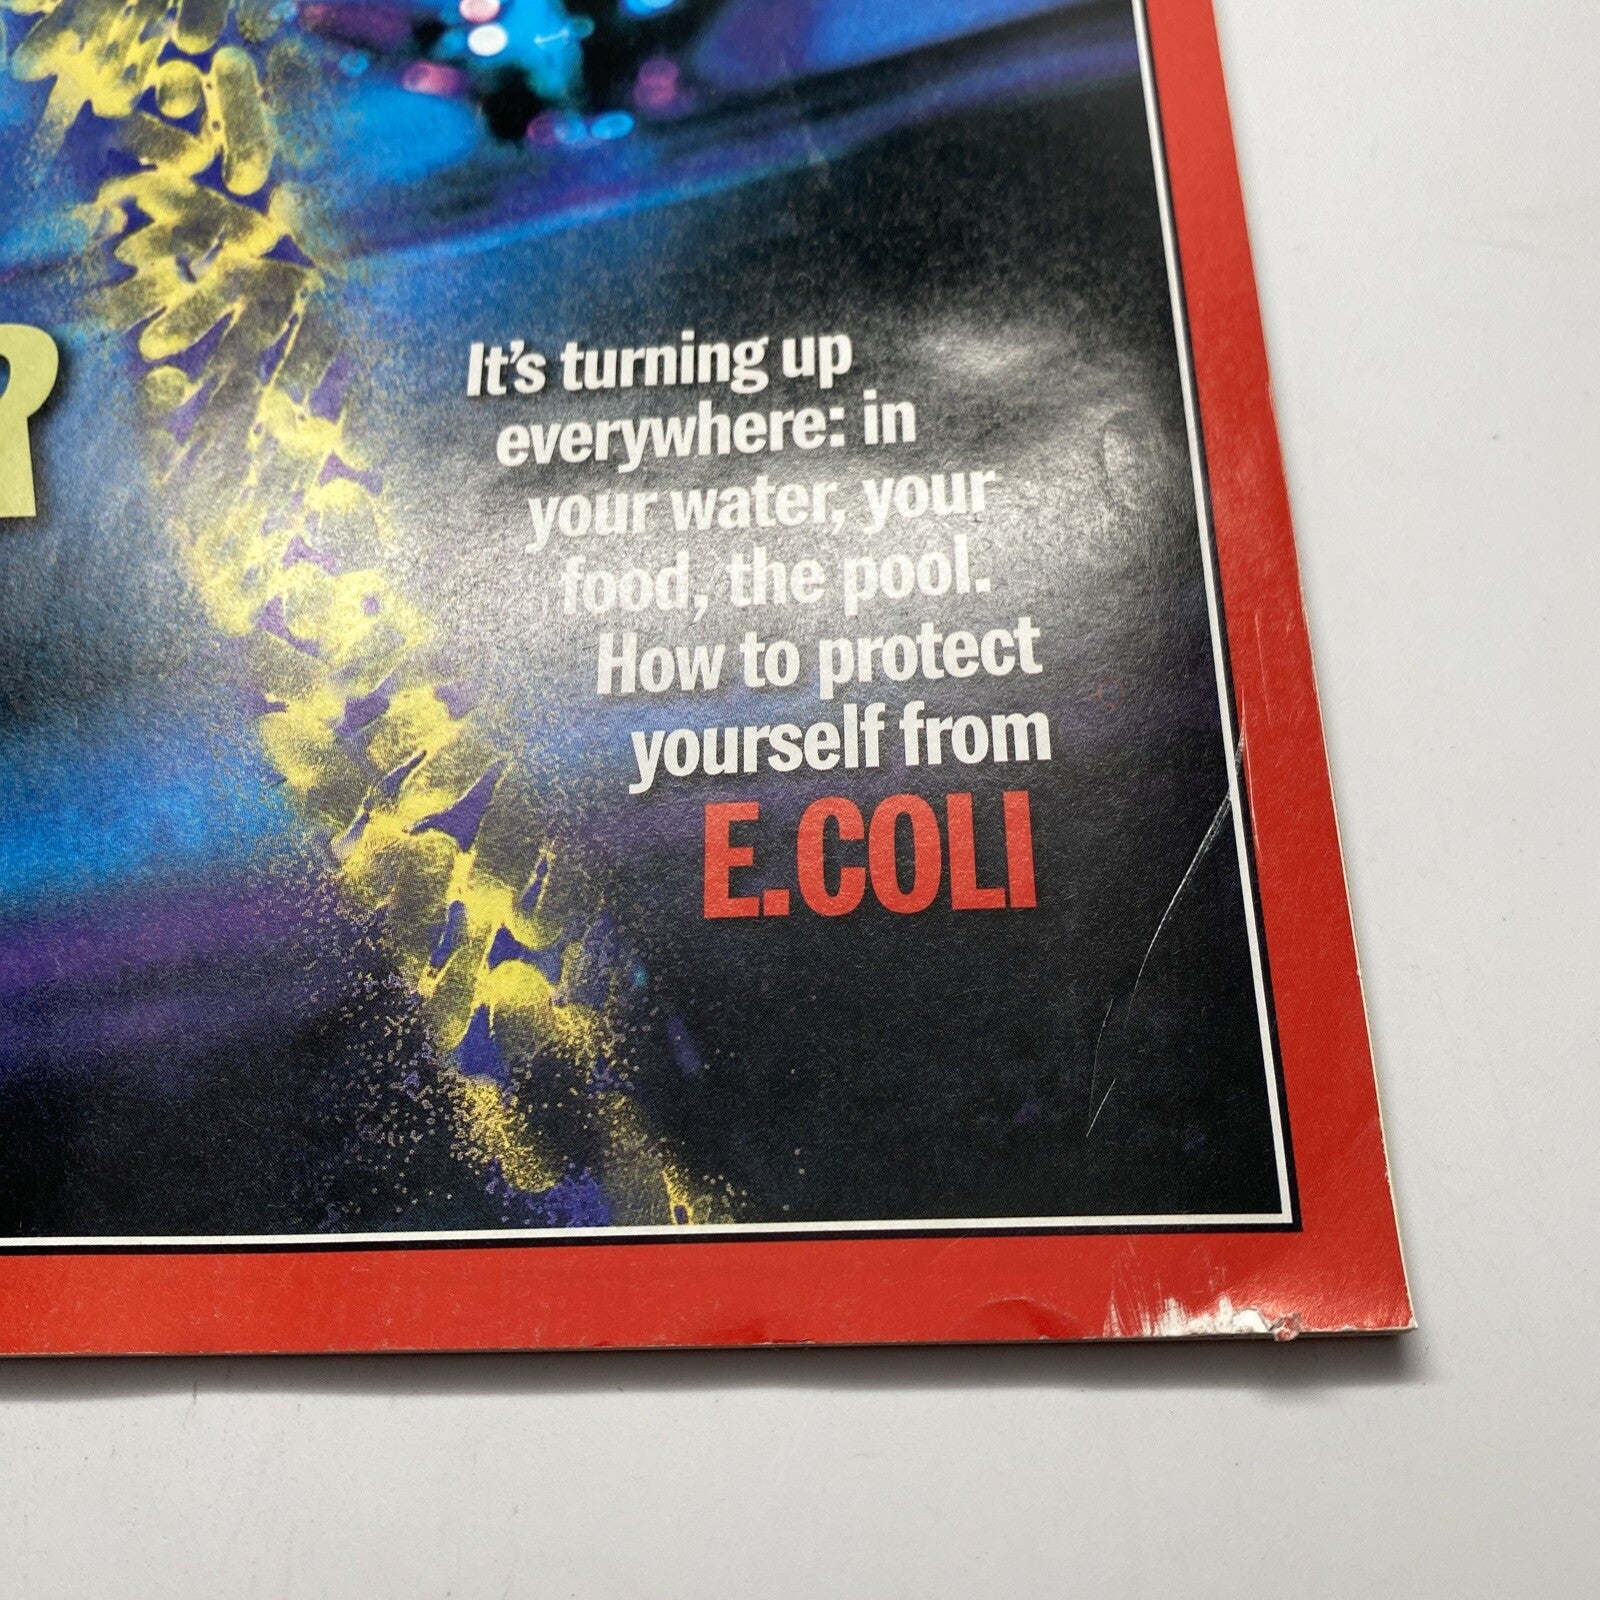 It's turning up
everywhere: in
your water, your
food, the pool.
How to protect
yourself from
E.COLI